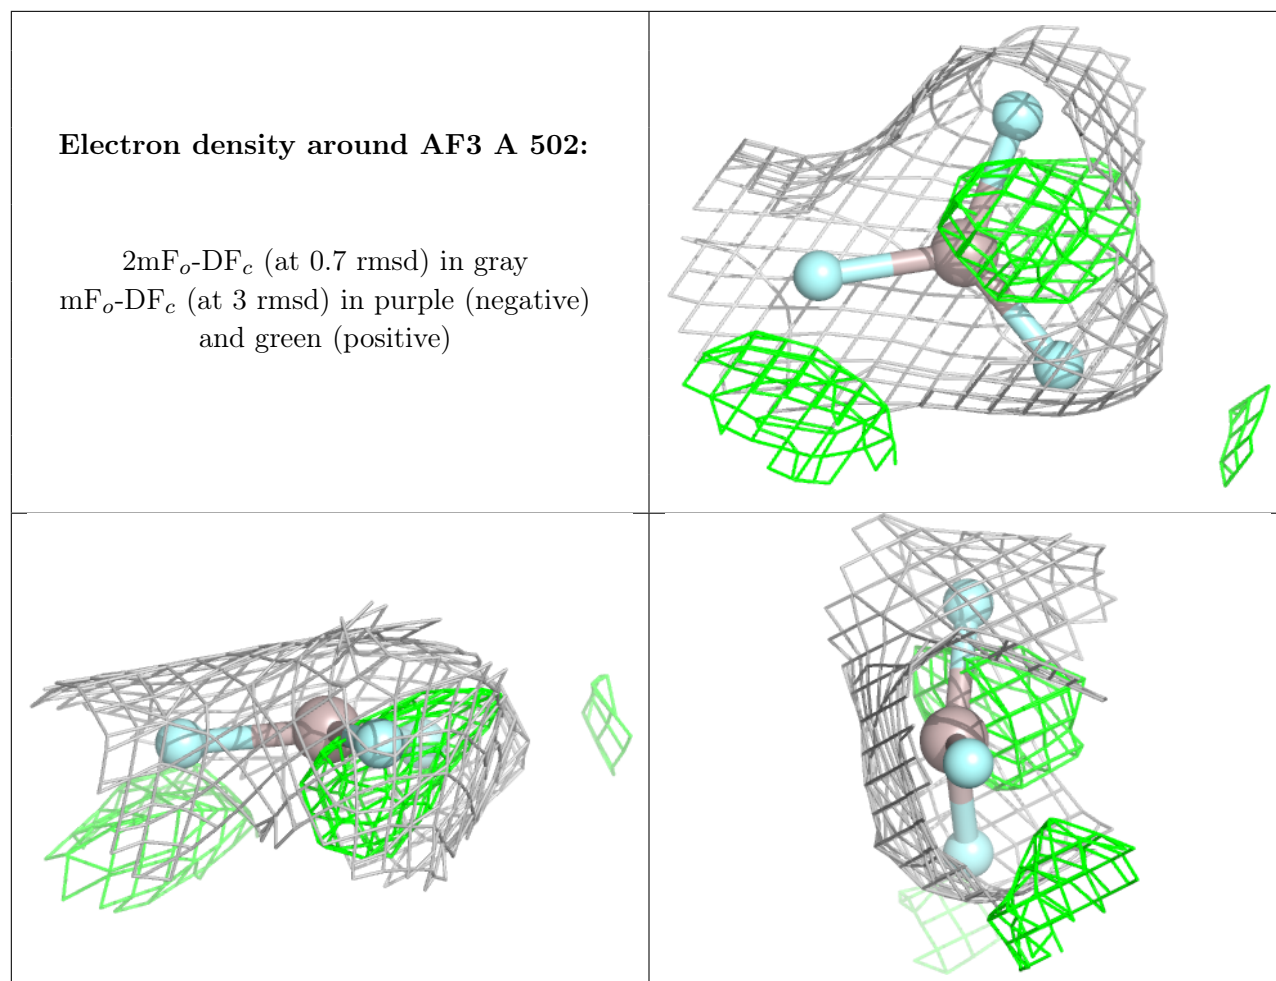 Electron density around AF3 A 502:
2mFₒ-DF𝑐 (at 0.7 rmsd) in gray
mFₒ-DF𝑐 (at 3 rmsd) in purple (negative)
and green (positive)